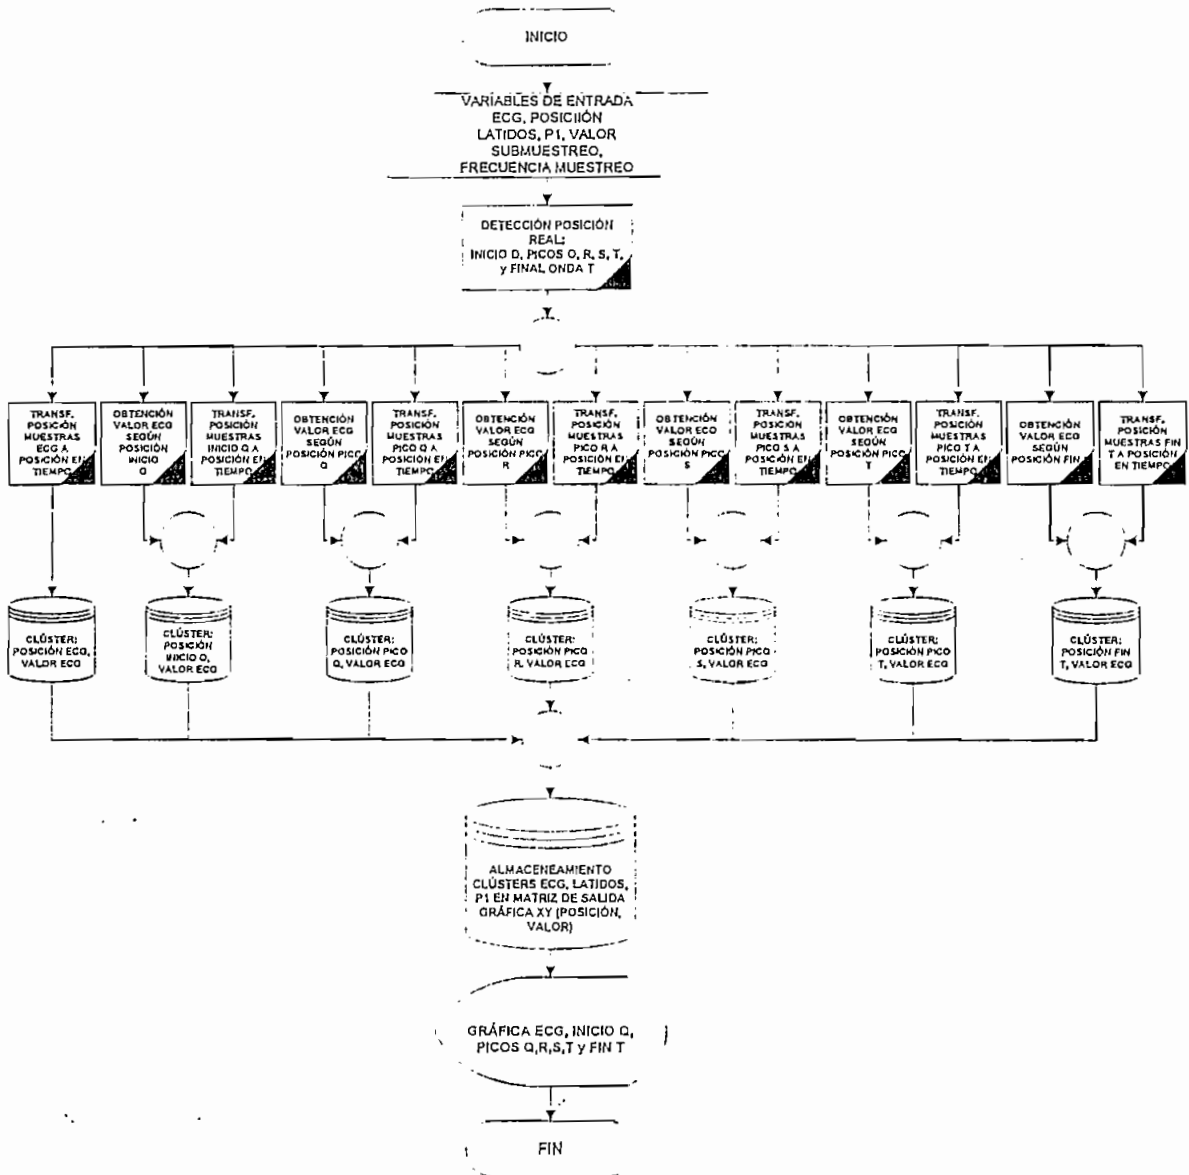 INICIO
VARIABLES DE ENTRADA
ECG, POSICIIÓN
LATIDOS, P1, VALOR
SUBMUESTREO,
FRECUENCIA MUESTREO
DETECCIÓN POSICIÓN
REAL:
INICIO D, PICOS O, R, S, T,
y FINAL ONDA T
TRANSF.
POSICIÓN
MUESTRAS
ECG A
POSICIÓN EN
TIEMPO
OBTENCIÓN
VALOR ECG
SEGÚN
POSICIÓN
INICIO
Q
TRANSF.
POSICIÓN
MUESTRAS
INICIO Q A
POSICIÓN EN
TIEMPO
OBTENCIÓN
VALOR ECG
SEGÚN
POSICIÓN PICO
Q
TRANSF.
POSICIÓN
MUESTRAS
PICO Q A
POSICIÓN EN
TIEMPO
OBTENCIÓN
VALOR ECG
SEGÚN
POSICIÓN PICO
R
TRANSF.
POSICIÓN
MUESTRAS
PICO R A
POSICIÓN EN
TIEMPO
OBTENCIÓN
VALOR ECG
SEGÚN
POSICIÓN PICO
S
TRANSF.
POSICIÓN
MUESTRAS
PICO S A
POSICIÓN EN
TIEMPO
OBTENCIÓN
VALOR ECG
SEGÚN
POSICIÓN PICO
T
TRANSF.
POSICIÓN
MUESTRAS
PICO T A
POSICIÓN EN
TIEMPO
OBTENCIÓN
VALOR ECG
SEGÚN
POSICIÓN FIN
TRANSF.
POSICIÓN
MUESTRAS FIN
T A POSICIÓN
EN TIEMPO
CLÚSTER:
POSICIÓN ECG,
VALOR ECG
CLÚSTER:
POSICIÓN
INICIO Q,
VALOR ECG
CLÚSTER:
POSICIÓN PICO
Q, VALOR ECG
CLÚSTER:
POSICIÓN PICO
R, VALOR ECG
CLÚSTER:
POSICIÓN PICO
S, VALOR ECG
CLÚSTER:
POSICIÓN PICO
T, VALOR ECG
CLÚSTER:
POSICIÓN FIN
T, VALOR ECG
ALMACENEAMIENTO
CLÚSTERS ECG, LATIDOS,
P1 EN MATRIZ DE SALIDA
GRÁFICA XY (POSICIÓN,
VALOR)
GRÁFICA ECG, INICIO Q,
PICOS Q,R,S,T y FIN T
FIN